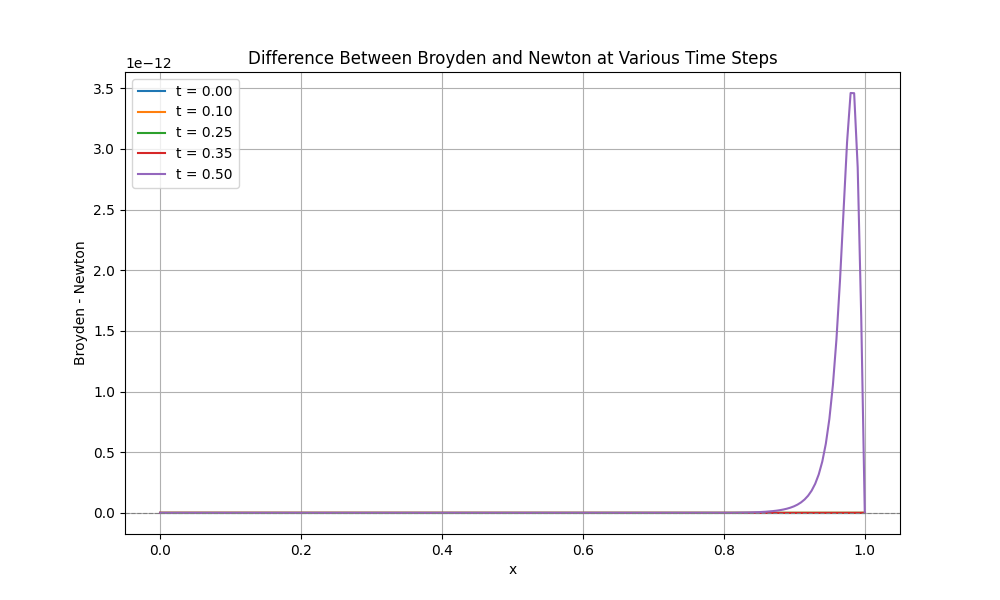 Difference Between Broyden and Newton at Various Time Steps
1e−12
3.5
3.0
2.5
2.0
1.5
1.0
0.5
0.0
Broyden - Newton
t = 0.00
t = 0.10
t = 0.25
t = 0.35
t = 0.50
0.0 0.2 0.4 0.6 0.8 1.0
x